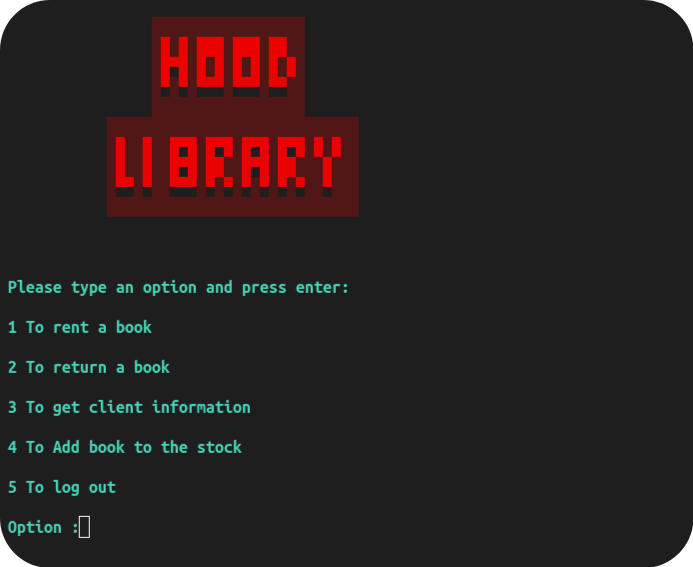 HOOD
LIBRARY
Please type an option and press enter:
1 To rent a book
2 To return a book
3 To get client information
4 To Add book to the stock
5 To log out
Option :